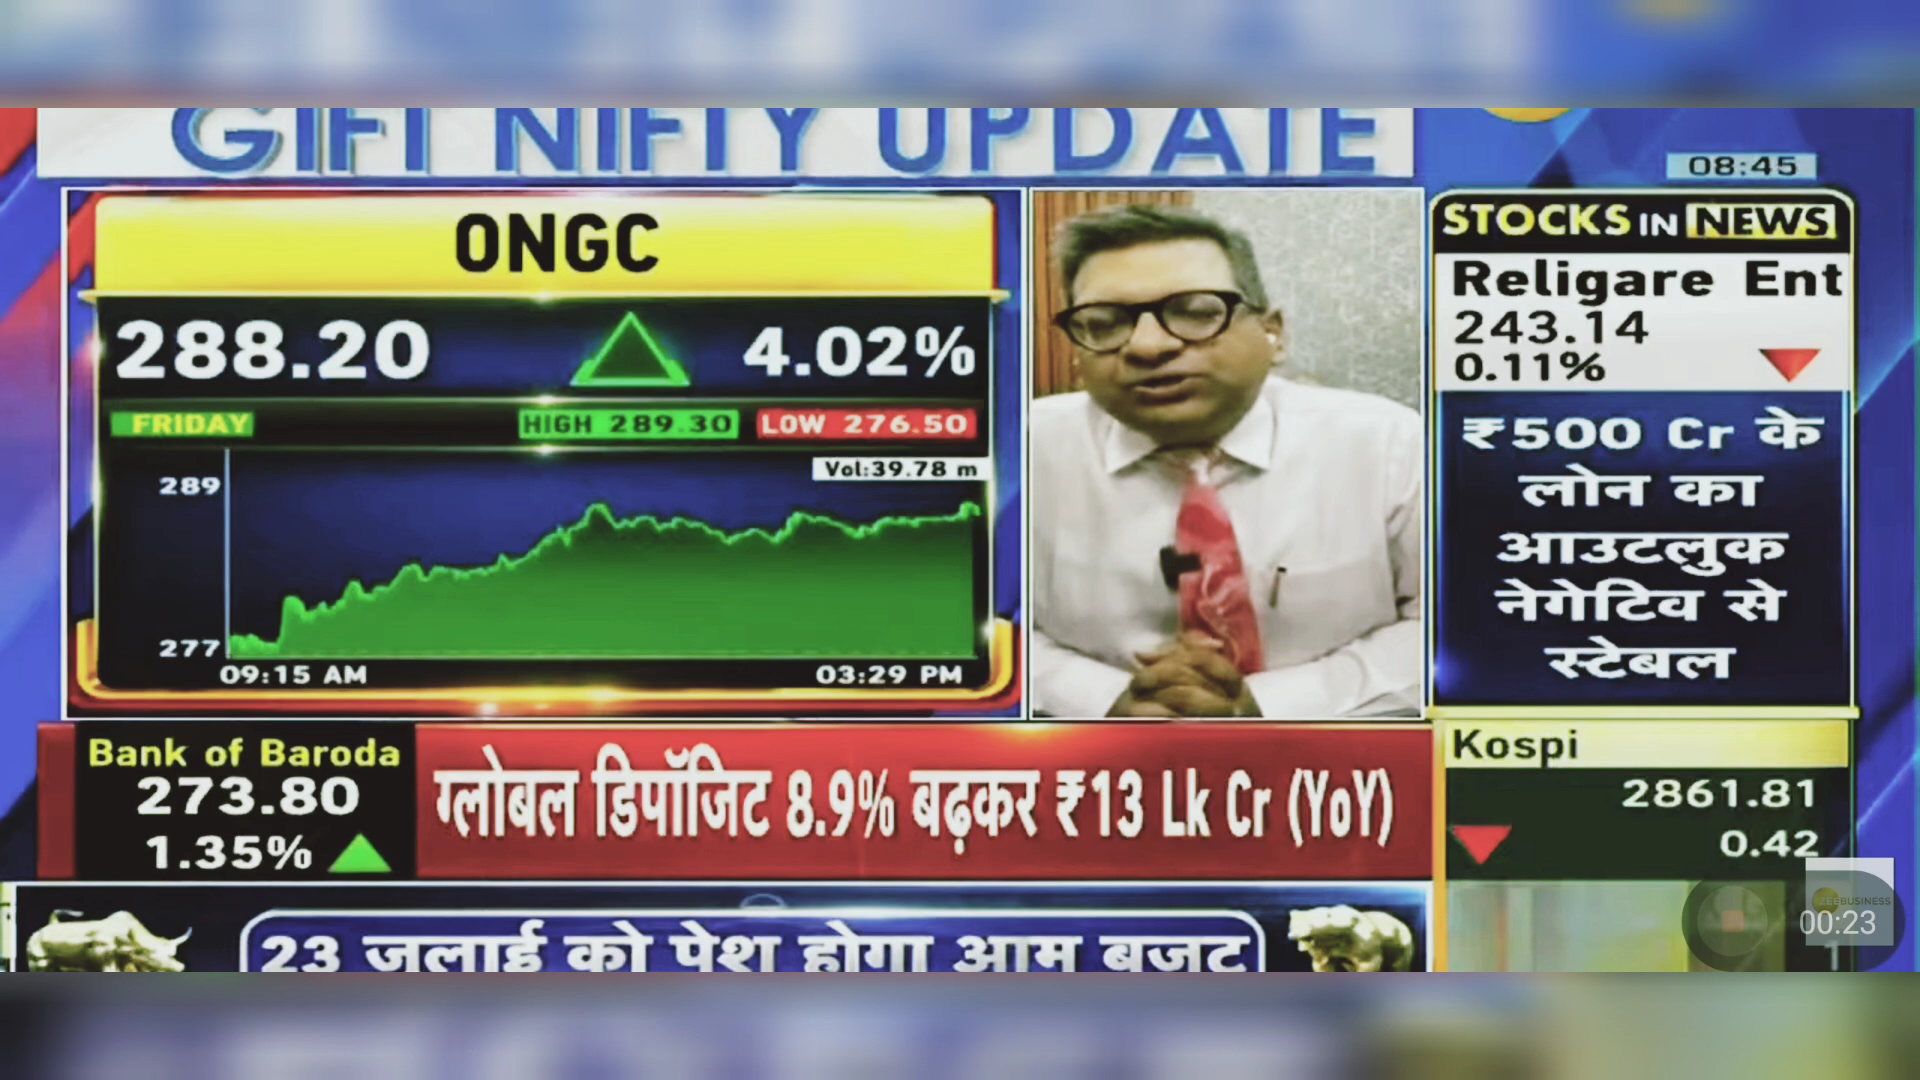 GIFT NIFTY UPDATE
08:45
ONGC
288.20 4.02%
FRIDAY HIGH 289.30 LOW 276.50
Vol:39.78 m
289
277
09:15 AM 03:29 PM
STOCKS IN NEWS
Religare Ent
243.14
0.11%
₹500 Cr के
लोन का
आउटलुक
नेगेटिव से
स्टेबल
Bank of Baroda
273.80
1.35%
ग्लोबल डिपॉजिट 8.9% बढ़कर ₹13 Lk Cr (YoY)
Kospi
2861.81
0.42
23 जुलाई को पेश होगा आम बजट
ZEEBUSINESS
00:23
1